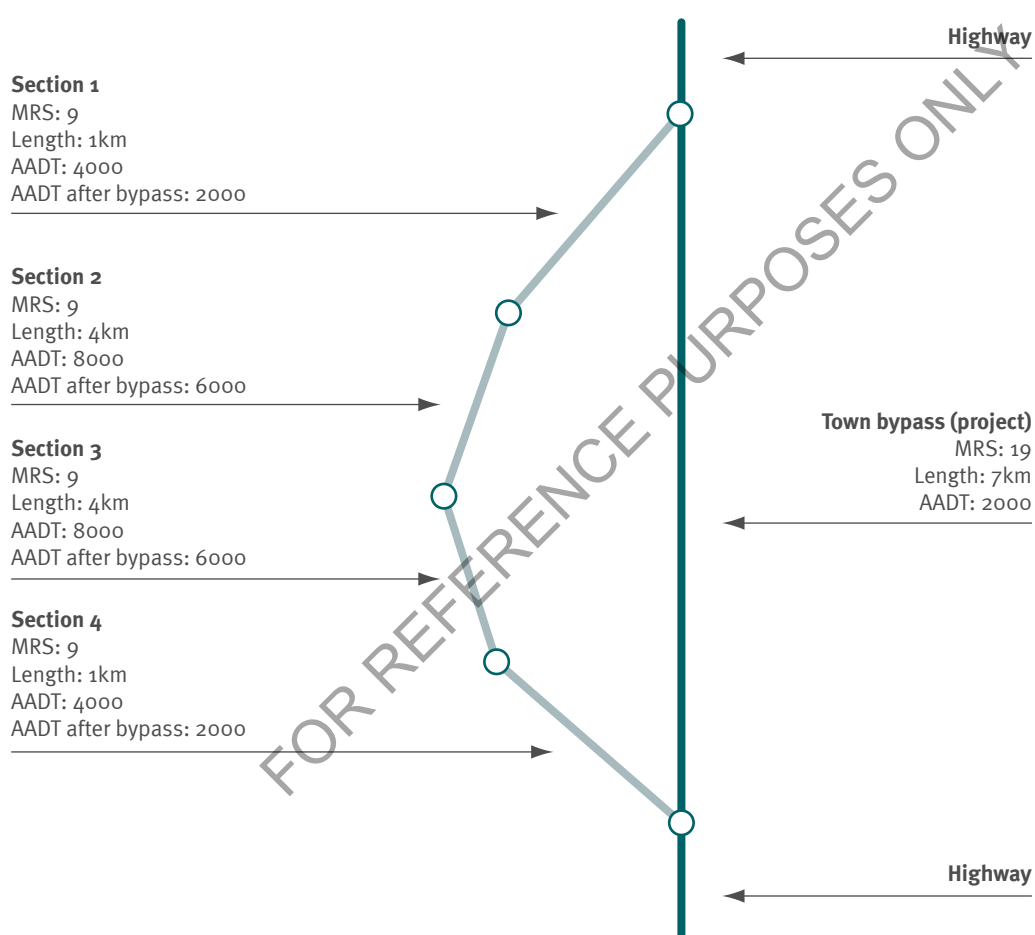 Highway
Section 1
MRS: 9
Length: 1km
AADT: 4000
AADT after bypass: 2000
Section 2
MRS: 9
Length: 4km
AADT: 8000
AADT after bypass: 6000
Section 3
MRS: 9
Length: 4km
AADT: 8000
AADT after bypass: 6000
Town bypass (project)
MRS: 19
Length: 7km
AADT: 2000
Section 4
MRS: 9
Length: 1km
AADT: 4000
AADT after bypass: 2000
Highway
FOR REFERENCE PURPOSES ONLY